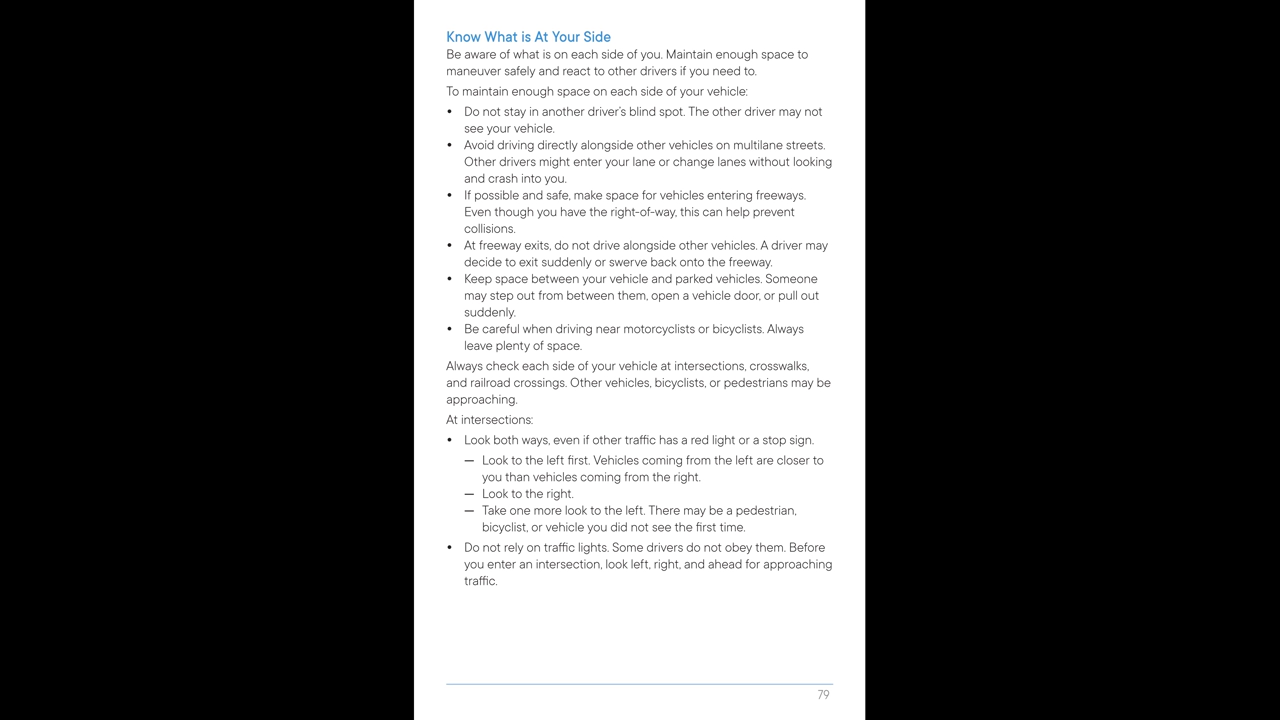 Know What is At Your Side
Be aware of what is on each side of you. Maintain enough space to
maneuver safely and react to other drivers if you need to.
To maintain enough space on each side of your vehicle:
• Do not stay in another driver's blind spot. The other driver may not
see your vehicle.
• Avoid driving directly alongside other vehicles on multilane streets.
Other drivers might enter your lane or change lanes without looking
and crash into you.
• If possible and safe, make space for vehicles entering freeways.
Even though you have the right-of-way, this can help prevent
collisions.
• At freeway exits, do not drive alongside other vehicles. A driver may
decide to exit suddenly or swerve back onto the freeway.
• Keep space between your vehicle and parked vehicles. Someone
may step out from between them, open a vehicle door, or pull out
suddenly.
• Be careful when driving near motorcyclists or bicyclists. Always
leave plenty of space.
Always check each side of your vehicle at intersections, crosswalks,
and railroad crossings. Other vehicles, bicyclists, or pedestrians may be
approaching.
At intersections:
• Look both ways, even if other traffic has a red light or a stop sign.
— Look to the left first. Vehicles coming from the left are closer to
you than vehicles coming from the right.
— Look to the right.
— Take one more look to the left. There may be a pedestrian,
bicyclist, or vehicle you did not see the first time.
• Do not rely on traffic lights. Some drivers do not obey them. Before
you enter an intersection, look left, right, and ahead for approaching
traffic.
79